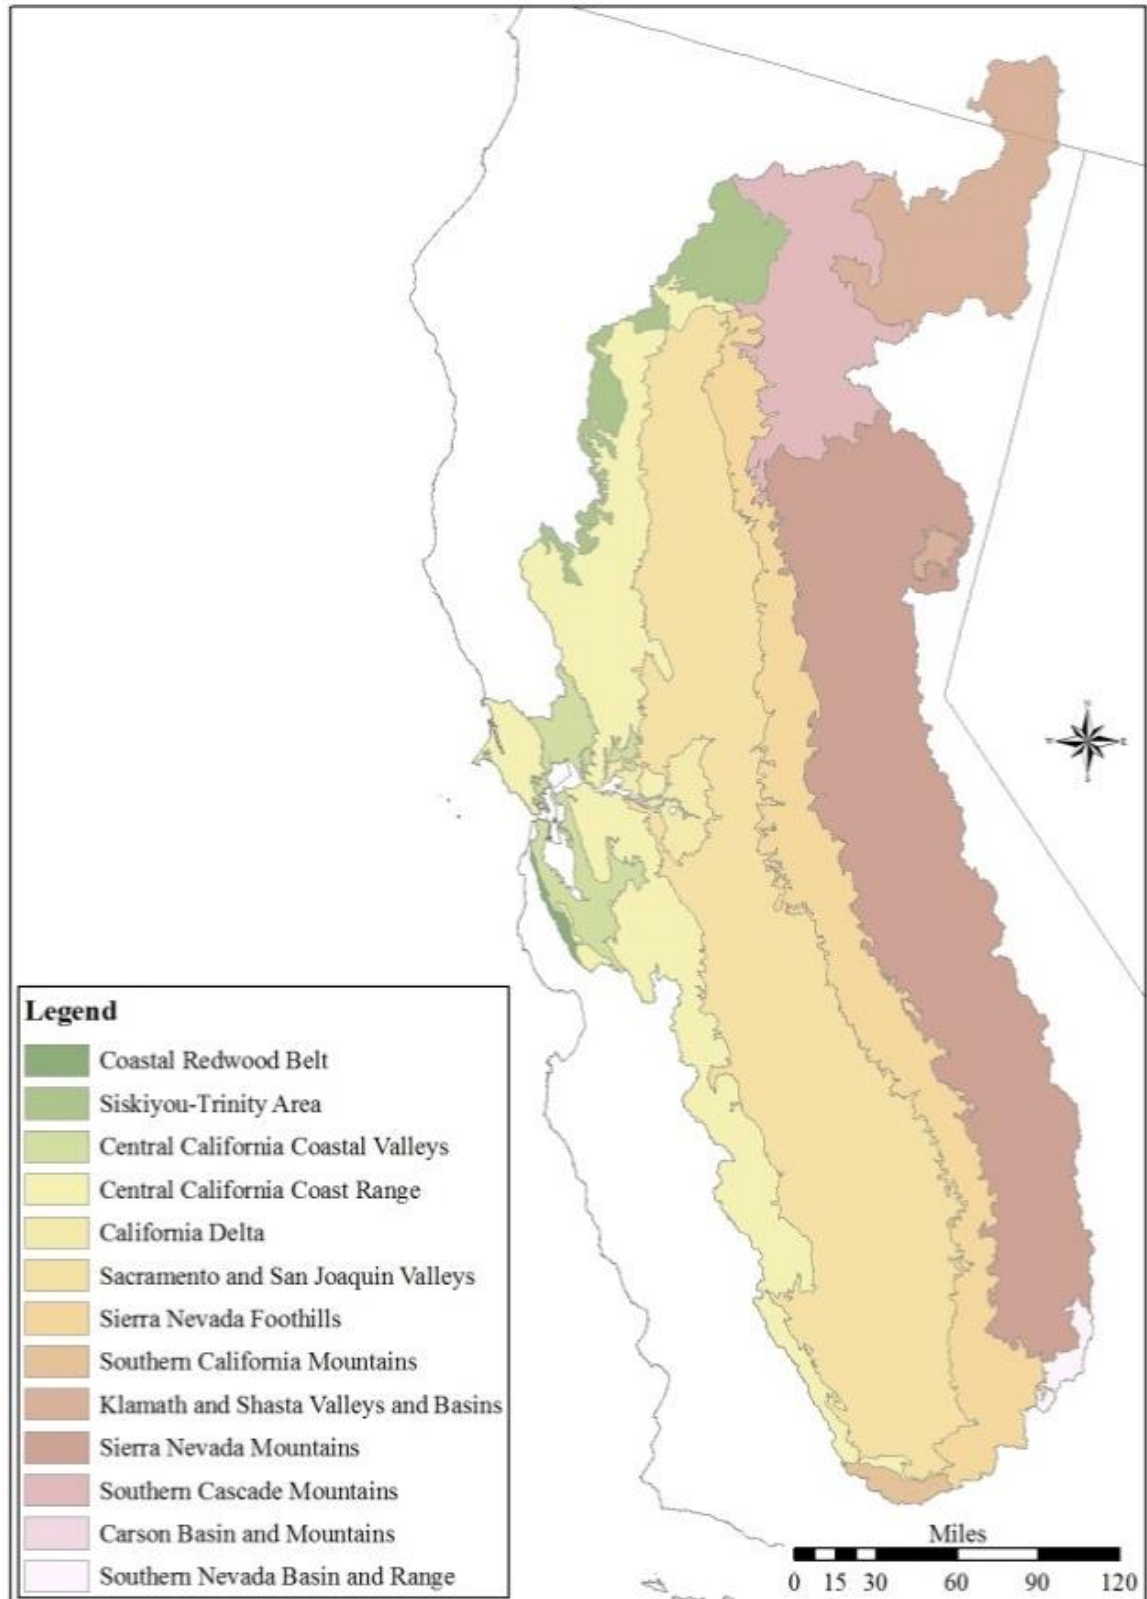 Legend
Coastal Redwood Belt
Siskiyou-Trinity Area
Central California Coastal Valleys
Central California Coast Range
California Delta
Sacramento and San Joaquin Valleys
Sierra Nevada Foothills
Southern California Mountains
Klamath and Shasta Valleys and Basins
Sierra Nevada Mountains
Southern Cascade Mountains
Carson Basin and Mountains
Southern Nevada Basin and Range
Miles
0 15 30 60 90 120